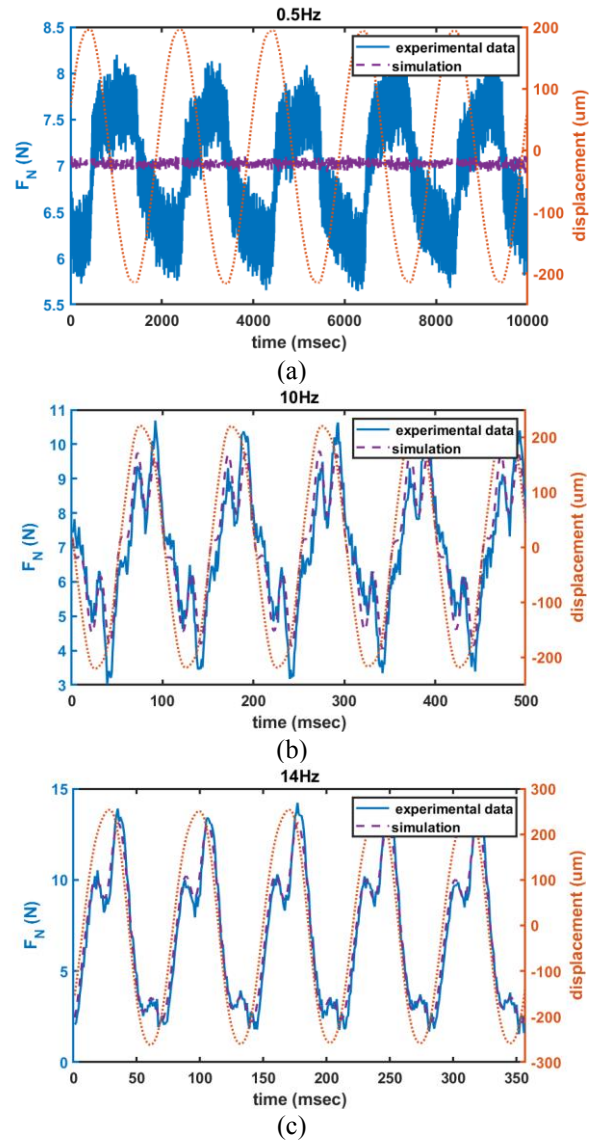 0.5Hz
8.5
8
7.5
7
6.5
6
5.5
F_N (N)
experimental data
simulation
200
100
0
-100
-200
displacement (um)
0 2000 4000 6000 8000 10000
time (msec)
(a)
10Hz
11
10
9
8
7
6
5
4
3
F_N (N)
experimental data
simulation
200
100
0
-100
-200
displacement (um)
0 100 200 300 400 500
time (msec)
(b)
14Hz
15
10
5
0
F_N (N)
experimental data
simulation
300
200
100
0
-100
-200
-300
displacement (um)
0 50 100 150 200 250 300 350
time (msec)
(c)